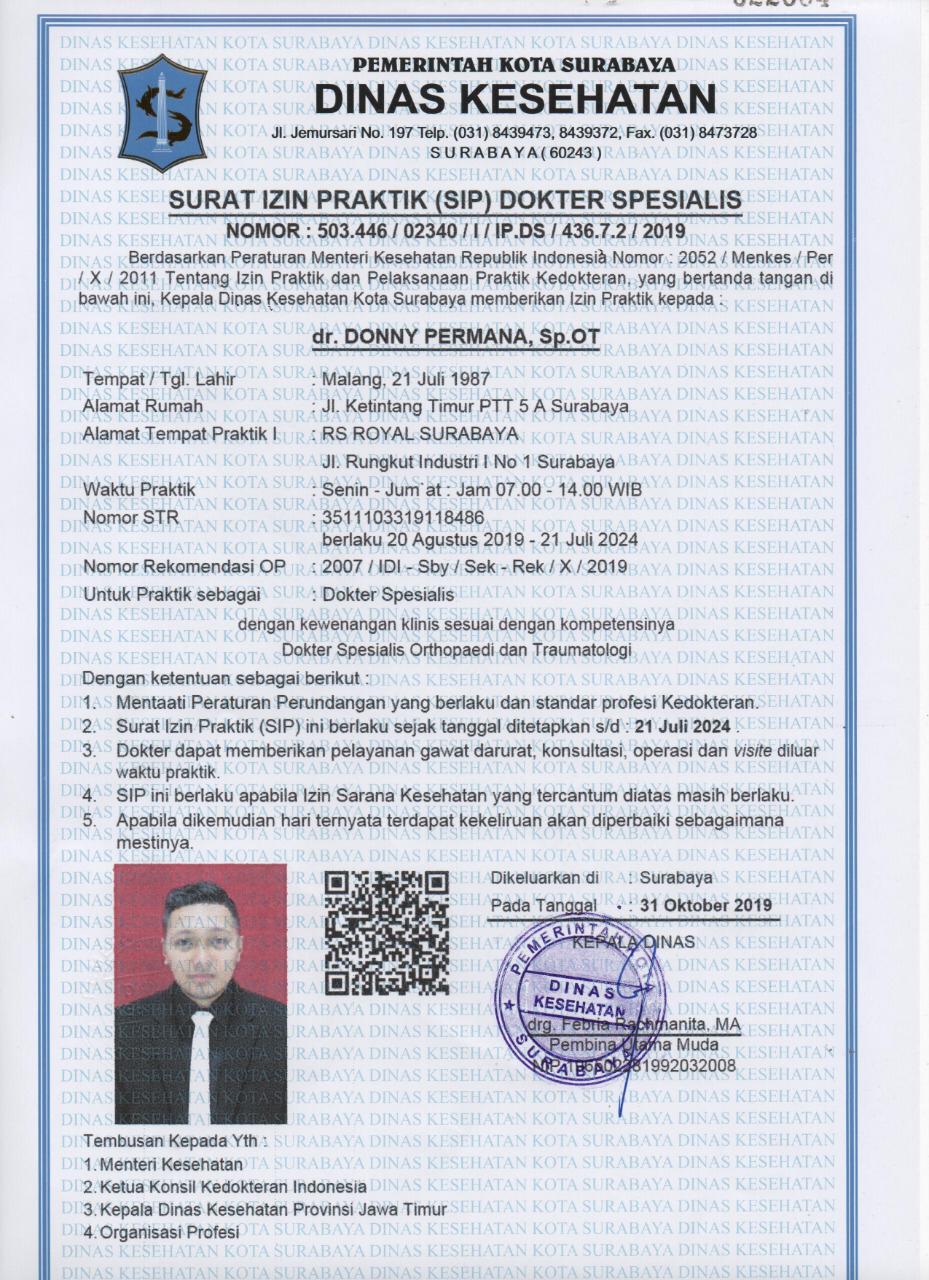 PEMERINTAH KOTA SURABAYA
DINAS KESEHATAN
Jl. Jemursari No. 197 Telp. (031) 8439473, 8439372, Fax. (031) 8473728
SURABAYA ( 60243 )
SURAT IZIN PRAKTIK (SIP) DOKTER SPESIALIS
NOMOR : 503.446 / 02340 / I / IP.DS / 436.7.2 / 2019
Berdasarkan Peraturan Menteri Kesehatan Republik Indonesia Nomor : 2052 / Menkes / Per
/ X / 2011 Tentang Izin Praktik dan Pelaksanaan Praktik Kedokteran, yang bertanda tangan di
bawah ini, Kepala Dinas Kesehatan Kota Surabaya memberikan Izin Praktik kepada :
dr. DONNY PERMANA, Sp.OT
Tempat / Tgl. Lahir : Malang, 21 Juli 1987
Alamat Rumah : Jl. Ketintang Timur PTT 5 A Surabaya
Alamat Tempat Praktik I : RS ROYAL SURABAYA
Jl. Rungkut Industri I No 1 Surabaya
Waktu Praktik : Senin - Jum at : Jam 07.00 - 14.00 WIB
Nomor STR : 3511103319118486
berlaku 20 Agustus 2019 - 21 Juli 2024
Nomor Rekomendasi OP : 2007 / IDI - Sby / Sek - Rek / X / 2019
Untuk Praktik sebagai : Dokter Spesialis
dengan kewenangan klinis sesuai dengan kompetensinya
Dokter Spesialis Orthopaedi dan Traumatologi
Dengan ketentuan sebagai berikut :
1. Mentaati Peraturan Perundangan yang berlaku dan standar profesi Kedokteran.
2. Surat Izin Praktik (SIP) ini berlaku sejak tanggal ditetapkan s/d : 21 Juli 2024 .
3. Dokter dapat memberikan pelayanan gawat darurat, konsultasi, operasi dan visite diluar
waktu praktik.
4. SIP ini berlaku apabila Izin Sarana Kesehatan yang tercantum diatas masih berlaku.
5. Apabila dikemudian hari ternyata terdapat kekeliruan akan diperbaiki sebagaimana
mestinya.
Dikeluarkan di : Surabaya
Pada Tanggal : 31 Oktober 2019
KEPALA DINAS
PEMERINTAH KOTA
DINAS
KESEHATAN
SURABAYA
drg. Febria Rachmanita, MA
Pembina Utama Muda
Tembusan Kepada Yth :
1. Menteri Kesehatan
2. Ketua Konsil Kedokteran Indonesia
3. Kepala Dinas Kesehatan Provinsi Jawa Timur
4. Organisasi Profesi